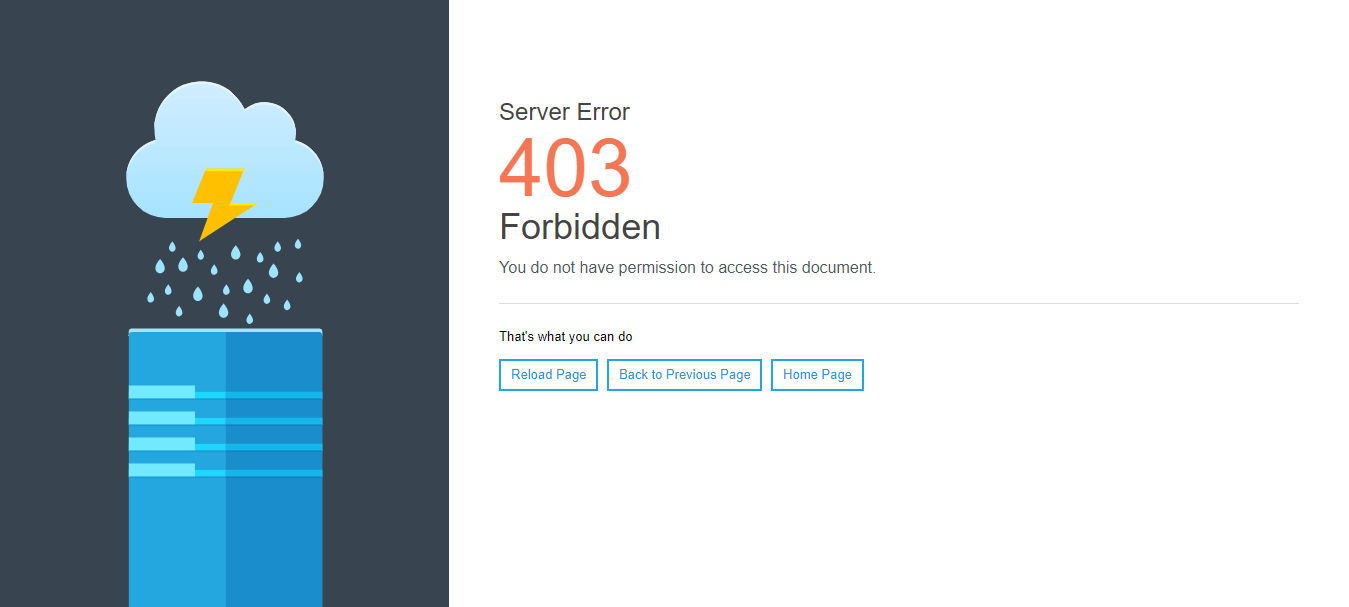 Server Error
403
Forbidden
You do not have permission to access this document.
That's what you can do
Reload Page
Back to Previous Page
Home Page